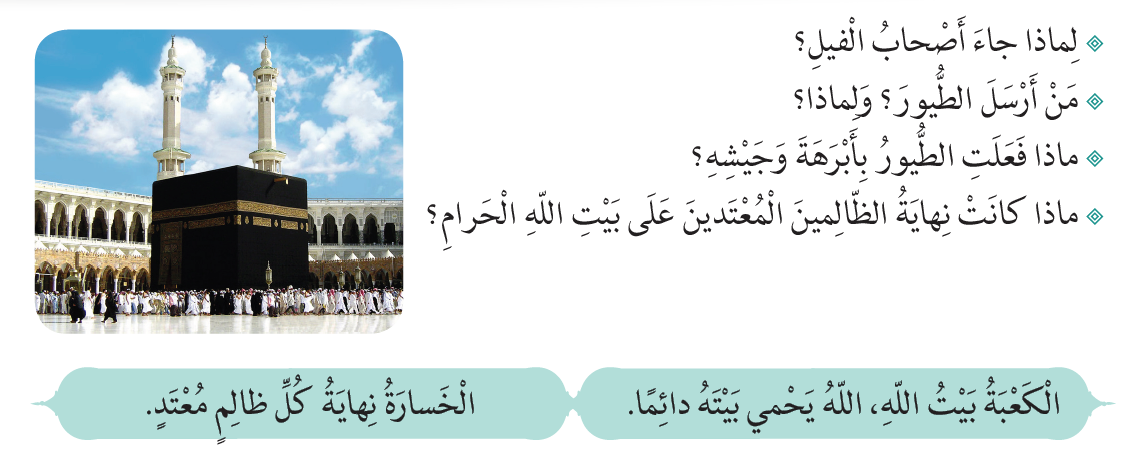 لِماذا جاءَ أَصْحابُ الْفيلِ؟
مَنْ أَرْسَلَ الطُّيورَ؟ وَلِماذا؟
ماذا فَعَلَتِ الطُّيورُ بِأَبْرَهَةَ وَجَيْشِهِ؟
ماذا كانَتْ نِهايَةُ الظّالِمينَ الْمُعْتَدينَ عَلَى بَيْتِ اللّهِ الْحَرامِ؟
الْكَعْبَةُ بَيْتُ اللّهِ، اللّهُ يَحْمي بَيْتَهُ دائِمًا.
الْخَسارَةُ نِهايَةُ كُلِّ ظالِمٍ مُعْتَدٍ.